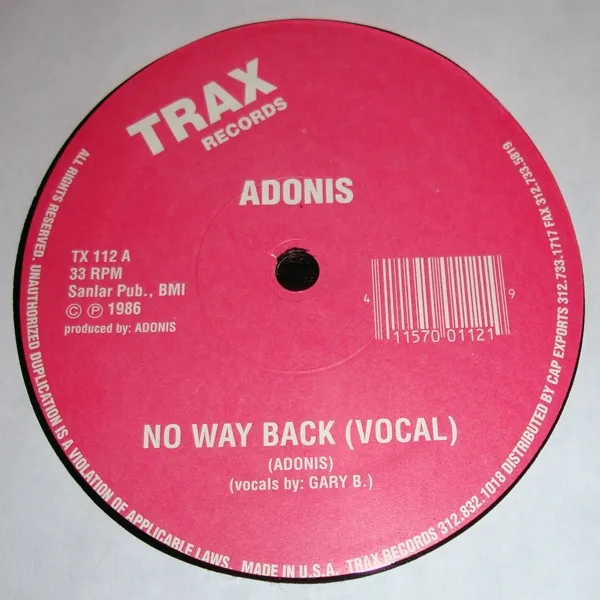 TRAX
RECORDS
ADONIS
TX 112 A
33 RPM
Sanlar Pub., BMI
© ℗ 1986
produced by: ADONIS
4 11570 01121 9
NO WAY BACK (VOCAL)
(ADONIS)
(vocals by: GARY B.)
ALL RIGHTS RESERVED. UNAUTHORIZED DUPLICATION IS A VIOLATION OF APPLICABLE LAWS. MADE IN U.S.A. TRAX RECORDS 312.832.1018 DISTRIBUTED BY CAP EXPORTS 312.733.1717 FAX 312.733.5819